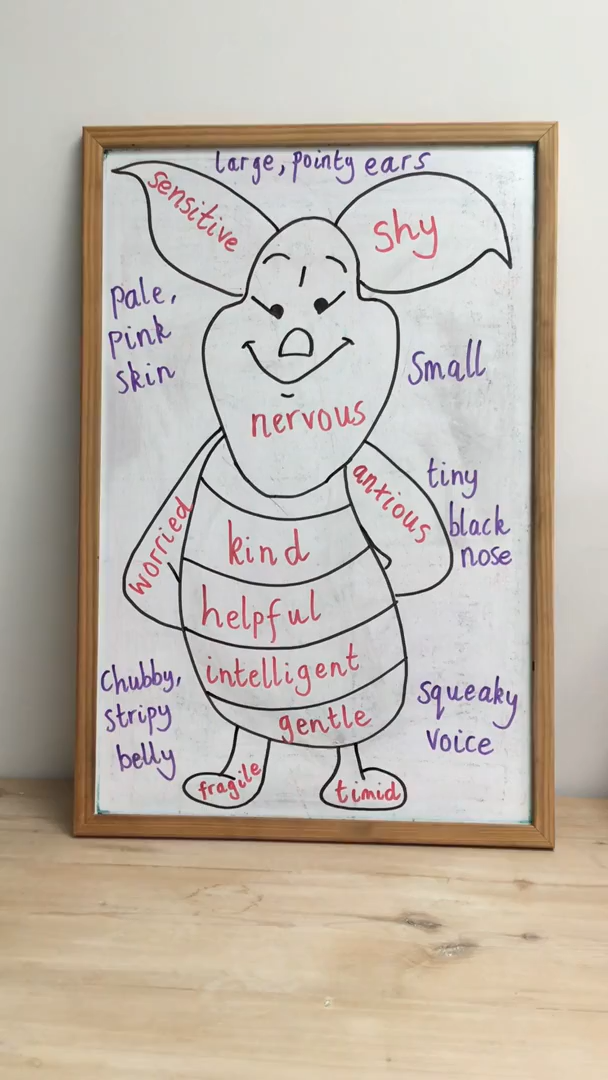 large, pointy ears
sensitive
shy
pale,
pink
skin
small
nervous
worried
anxious
tiny
black
nose
kind
helpful
intelligent
gentle
Chubby,
stripy
belly
squeaky
voice
fragile
timid